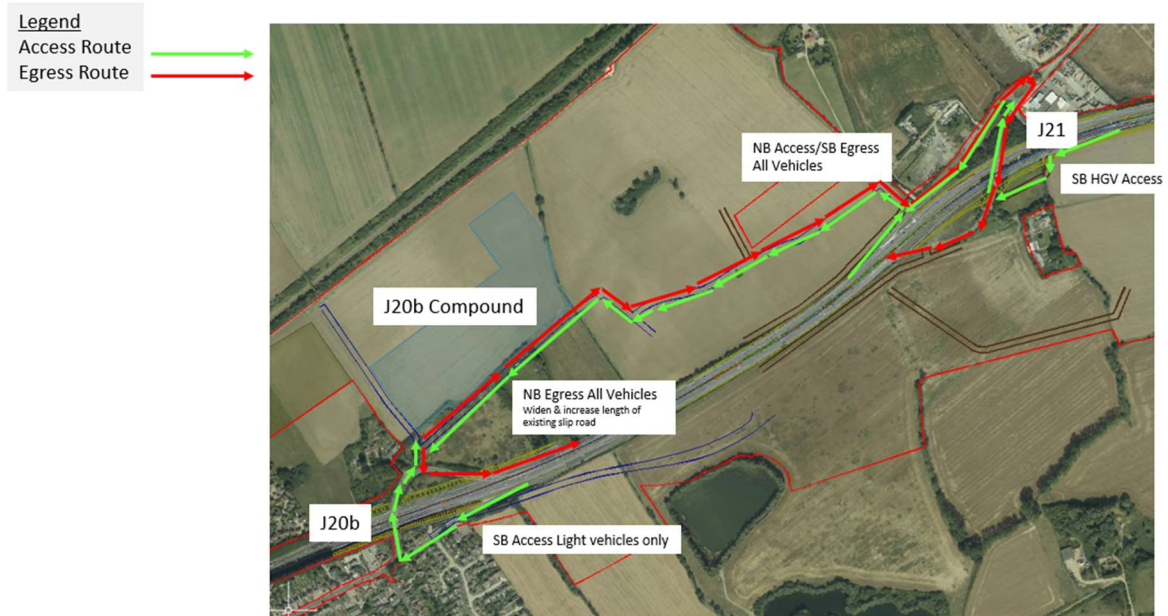 Legend
Access Route
Egress Route
NB Access/SB Egress
All Vehicles
J21
SB HGV Access
J20b Compound
NB Egress All Vehicles
Widen & increase length of
existing slip road
J20b
SB Access Light vehicles only